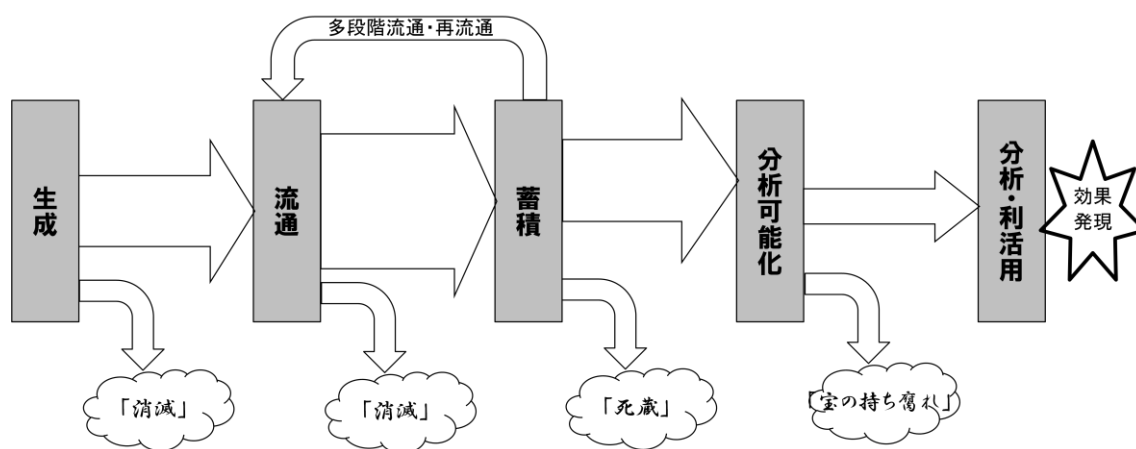 多段階流通・再流通
生成
流通
蓄積
分析可能化
分析・利活用
効果
発現
「消滅」
「消滅」
「死蔵」
「宝の持ち腐れ」